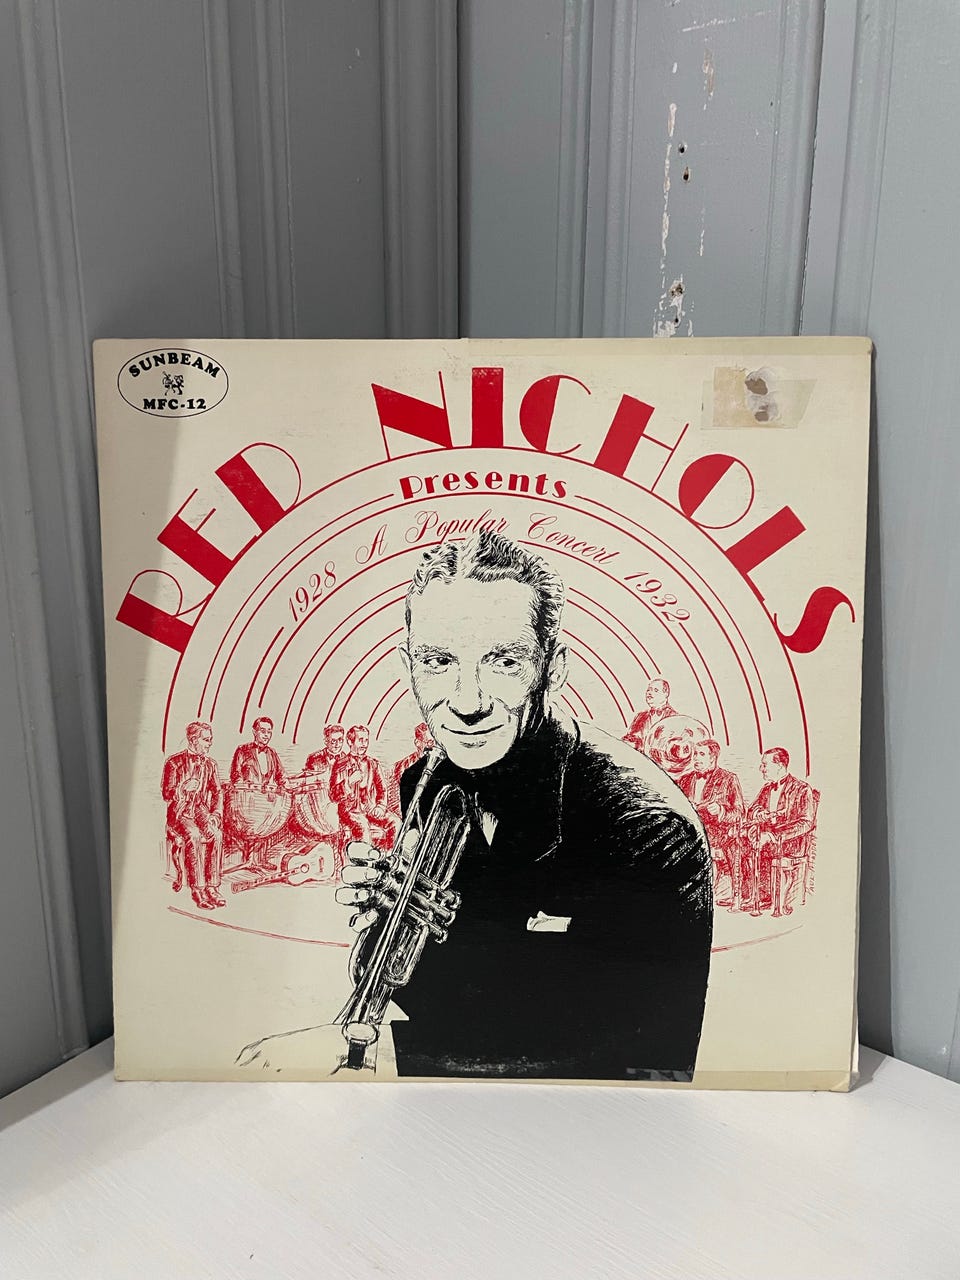 SUNBEAM
MFC-12
RED NICHOLS
Presents
1928 A Popular Concert 1932